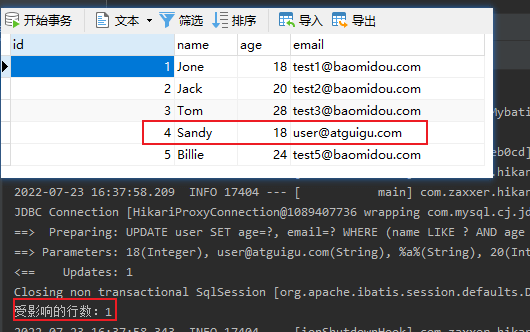 开始事务 文本 筛选 排序 导入 导出
id name age email
1 Jone 18 test1@baomidou.com
2 Jack 20 test2@baomidou.com
3 Tom 28 test3@baomidou.com
4 Sandy 18 user@atguigu.com
5 Billie 24 test5@baomidou.com
Mybati
eb0cd]
2022-07-23 16:37:58.209 INFO 17404 --- [ main] com.zaxxer.hika
JDBC Connection [HikariProxyConnection@1089407736 wrapping com.mysql.cj.jd
==> Preparing: UPDATE user SET age=?, email=? WHERE (name LIKE ? AND age
==> Parameters: 18(Integer), user@atguigu.com(String), %a%(String), 20(Int
<== Updates: 1
Closing non transactional SqlSession [org.apache.ibatis.session.defaults.D
受影响的行数：1
2022-07-23 16:37:58.343 INFO 17404 --- [ionShutdownHook] com.zaxxer.hika